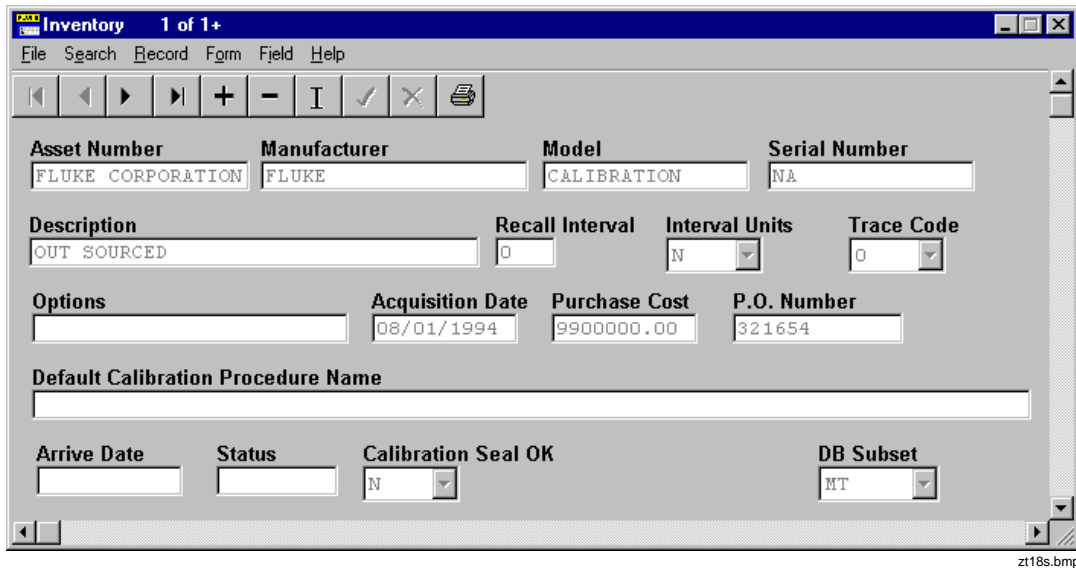 Inventory 1 of 1+
File Search Record Form Field Help
Asset Number Manufacturer Model Serial Number
FLUKE CORPORATION FLUKE CALIBRATION NA
Description Recall Interval Interval Units Trace Code
OUT SOURCED 0 N O
Options Acquisition Date Purchase Cost P.O. Number
08/01/1994 9900000.00 321654
Default Calibration Procedure Name
Arrive Date Status Calibration Seal OK DB Subset
N MT
zt18s.bmp